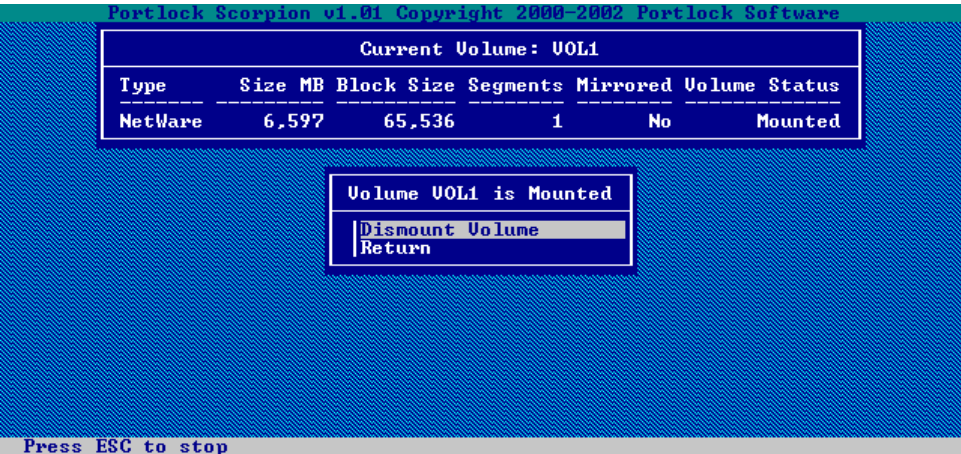 Portlock Scorpion v1.01 Copyright 2000-2002 Portlock Software
Current Volume: VOL1
Type Size MB Block Size Segments Mirrored Volume Status
NetWare 6,597 65,536 1 No Mounted
Volume VOL1 is Mounted
Dismount Volume
Return
Press ESC to stop